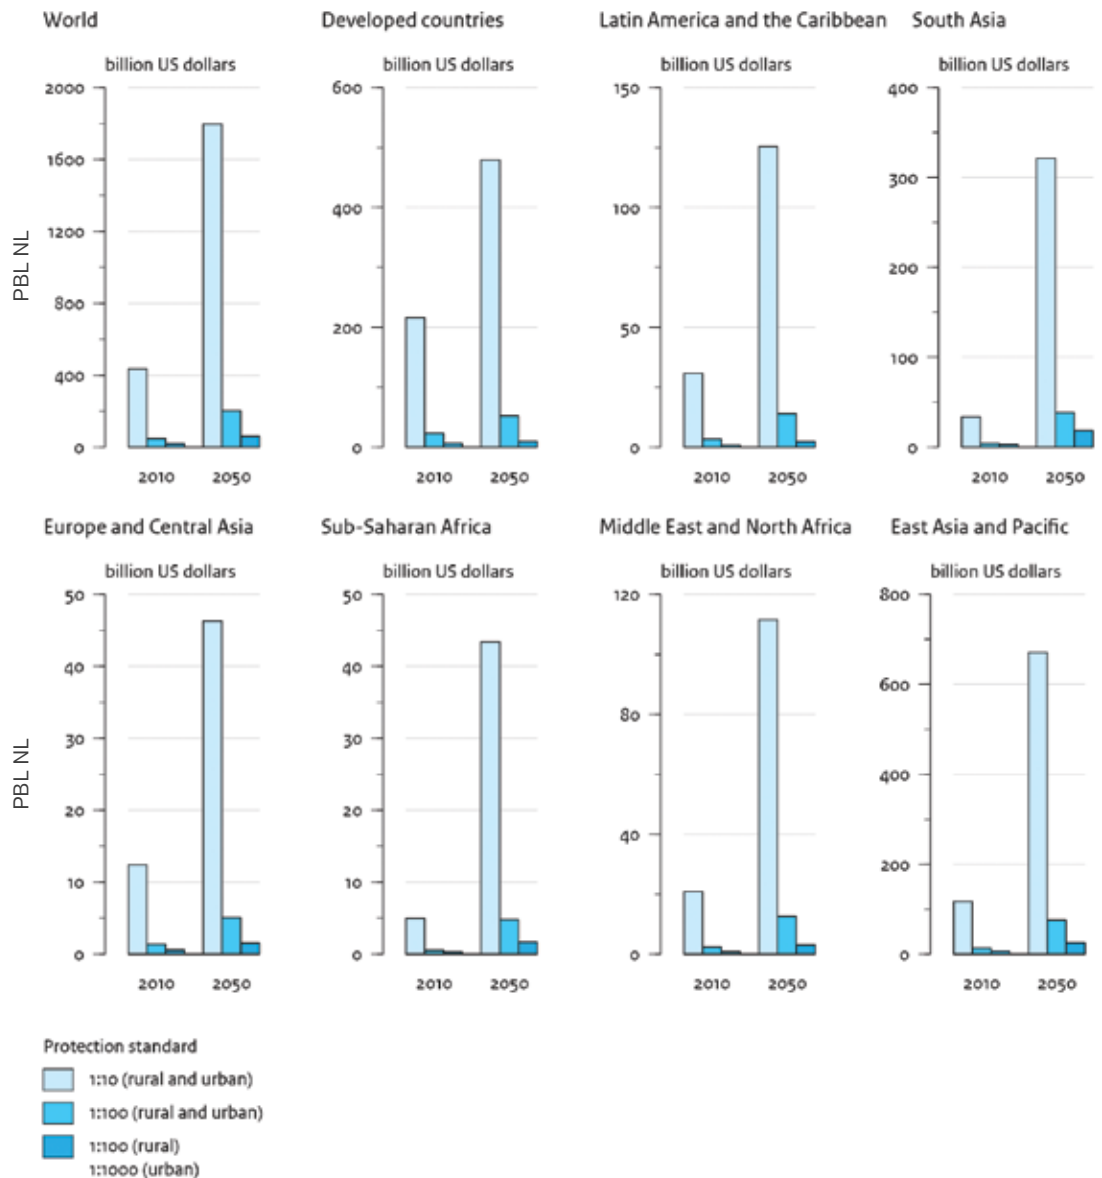 World
billion US dollars
2000
1600
1200
800
400
0
2010 2050
Developed countries
billion US dollars
600
400
200
0
2010 2050
Latin America and the Caribbean
billion US dollars
150
100
50
0
2010 2050
South Asia
billion US dollars
400
300
200
100
0
2010 2050
PBL NL
Europe and Central Asia
billion US dollars
50
40
30
20
10
0
2010 2050
Sub-Saharan Africa
billion US dollars
50
40
30
20
10
0
2010 2050
Middle East and North Africa
billion US dollars
120
80
40
0
2010 2050
East Asia and Pacific
billion US dollars
800
600
400
200
0
2010 2050
PBL NL
Protection standard
1:10 (rural and urban)
1:100 (rural and urban)
1:100 (rural)
1:1000 (urban)